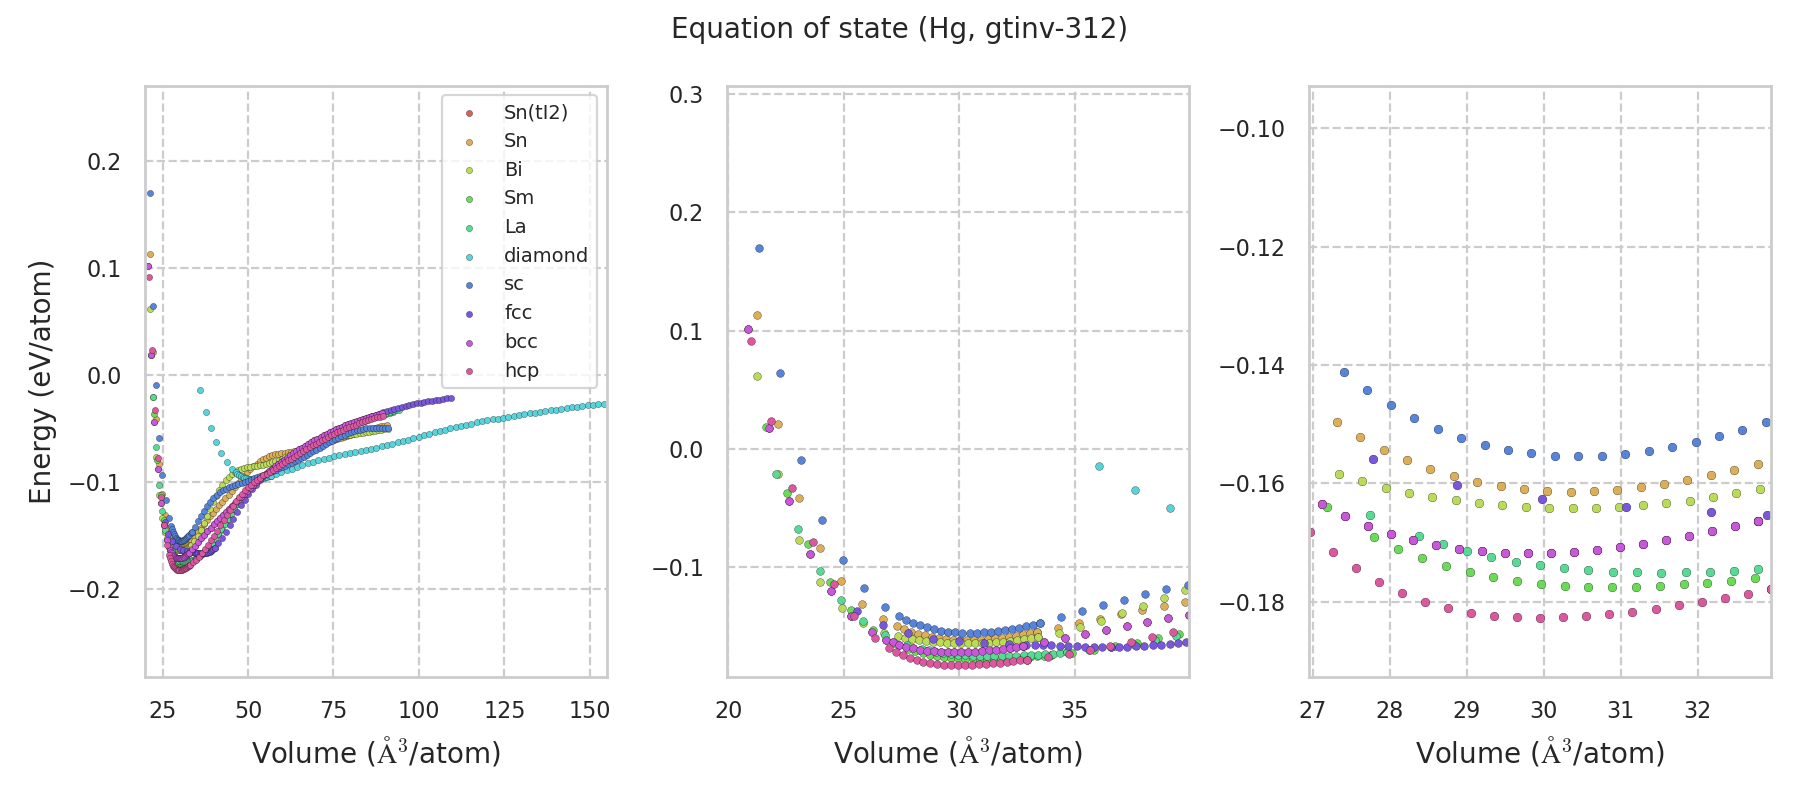 Equation of state (Hg, gtinv-312)
Energy (eV/atom)
0.2
0.1
0.0
−0.1
−0.2
25 50 75 100 125 150
Volume (Å³/atom)
Sn(tI2)
Sn
Bi
Sm
La
diamond
sc
fcc
bcc
hcp
0.3
0.2
0.1
0.0
−0.1
20 25 30 35
Volume (Å³/atom)
−0.10
−0.12
−0.14
−0.16
−0.18
27 28 29 30 31 32
Volume (Å³/atom)